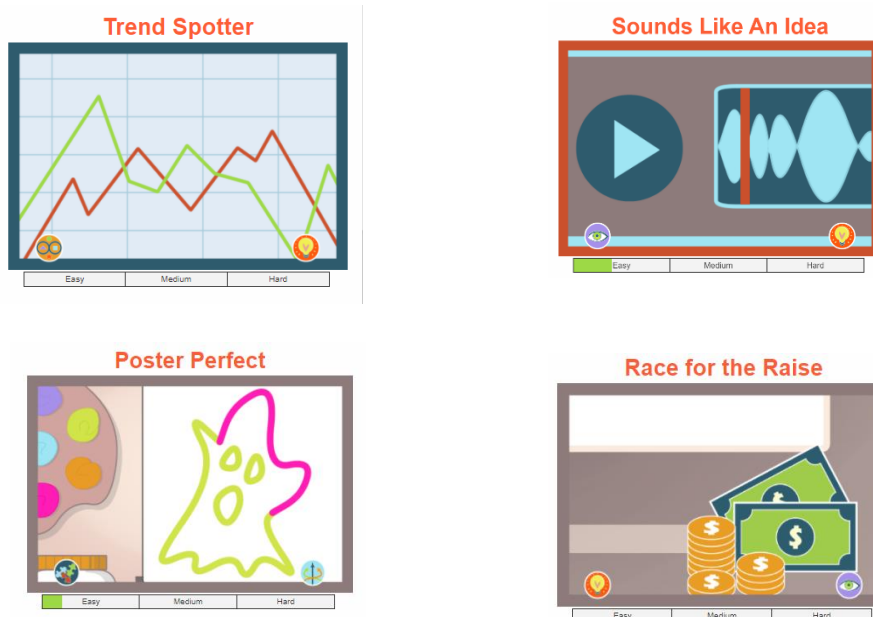 Trend Spotter
Easy Medium Hard
Sounds Like An Idea
Easy Medium Hard
Poster Perfect
Easy Medium Hard
Race for the Raise
$ $
$ $ $
Easy Medium Hard